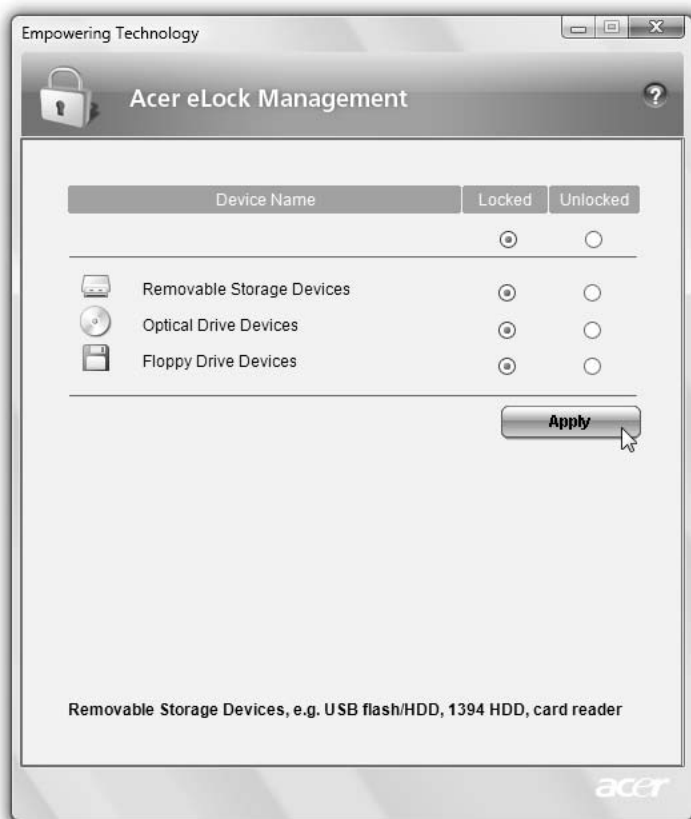 Empowering Technology
Acer eLock Management
?
Device Name Locked Unlocked
Removable Storage Devices
Optical Drive Devices
Floppy Drive Devices
Apply
Removable Storage Devices, e.g. USB flash/HDD, 1394 HDD, card reader
acer